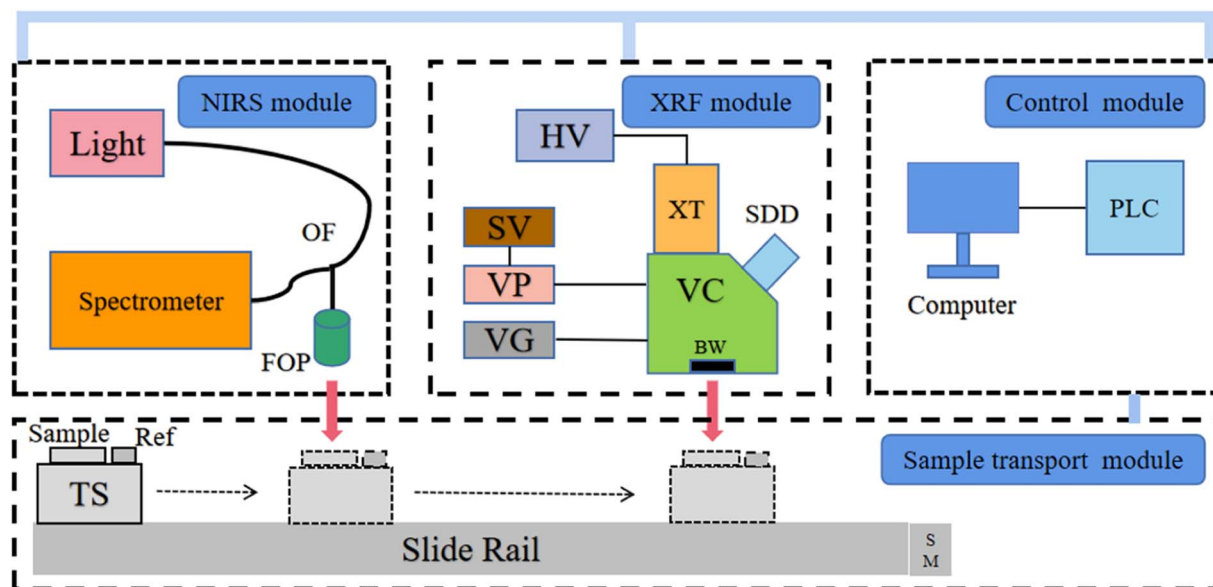 NIRS module
Light
OF
Spectrometer
FOP
XRF module
HV
XT
SDD
SV
VP
VC
VG
BW
Control module
PLC
Computer
Sample transport module
Sample
Ref
TS
Slide Rail
S
M